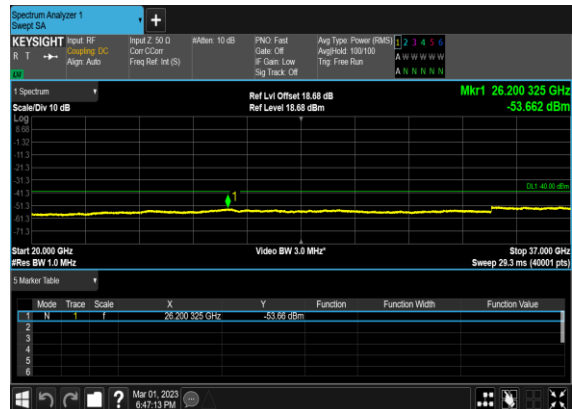 Spectrum Analyzer 1
Swept SA
+
KEYSIGHT Input: RF Input Z: 50 Ω #Atten: 10 dB PNO: Fast Avg Type: Power (RMS) 1 2 3 4 5 6
R T Coupling: DC Corr CCorr Gate: Off Avg|Hold: 100/100 A W W W W W
Align: Auto Freq Ref: Int (S) IF Gain: Low Trig: Free Run
LXI Sig Track: Off A N N N N N
1 Spectrum Ref Lvl Offset 18.68 dB Mkr1 26.200 325 GHz
Scale/Div 10 dB Ref Level 18.68 dBm -53.662 dBm
Log
8.68
-1.32
-11.3
-21.3
-31.3
DL1 -40.00 dBm
-41.3
1
-51.3
-61.3
-71.3
Start 20.000 GHz Video BW 3.0 MHz* Stop 37.000 GHz
#Res BW 1.0 MHz Sweep 29.3 ms (40001 pts)
5 Marker Table
Mode Trace Scale X Y Function Function Width Function Value
1 N 1 f 26.200 325 GHz -53.66 dBm
2
3
4
5
6
? Mar 01, 2023
6:47:13 PM